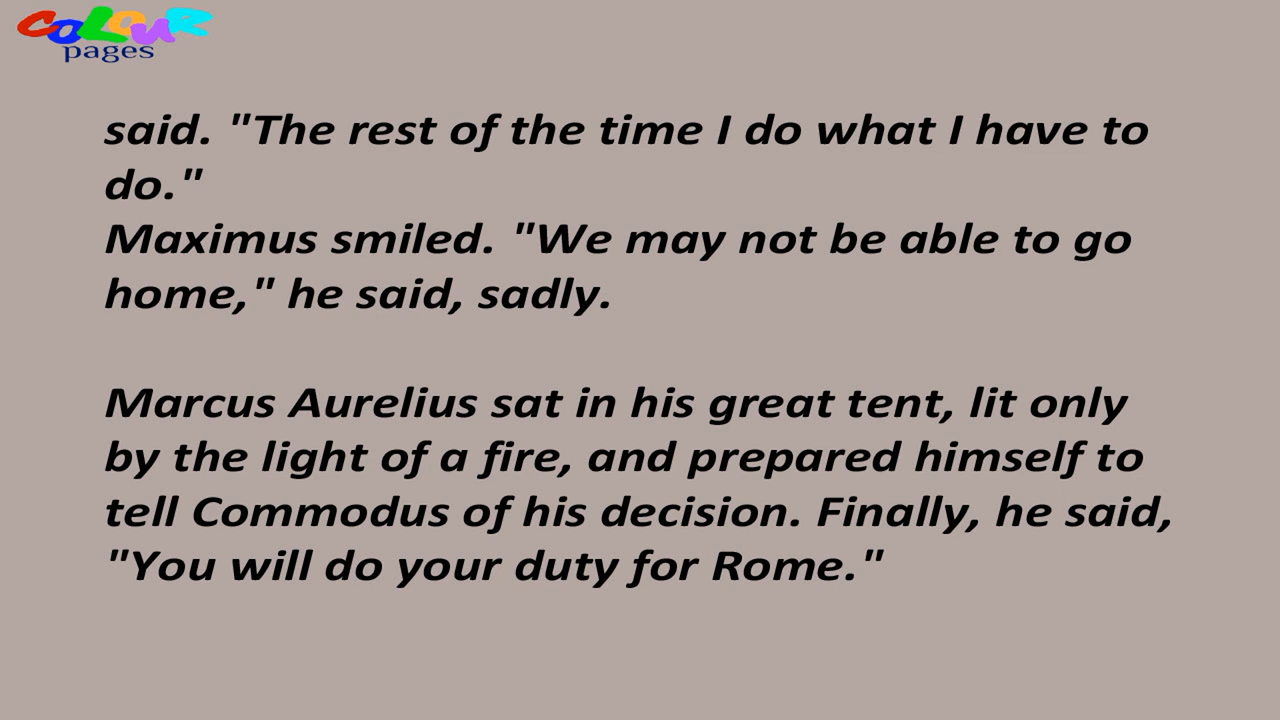 COLOUR
pages
said. "The rest of the time I do what I have to
do."
Maximus smiled. "We may not be able to go
home," he said, sadly.
Marcus Aurelius sat in his great tent, lit only
by the light of a fire, and prepared himself to
tell Commodus of his decision. Finally, he said,
"You will do your duty for Rome."